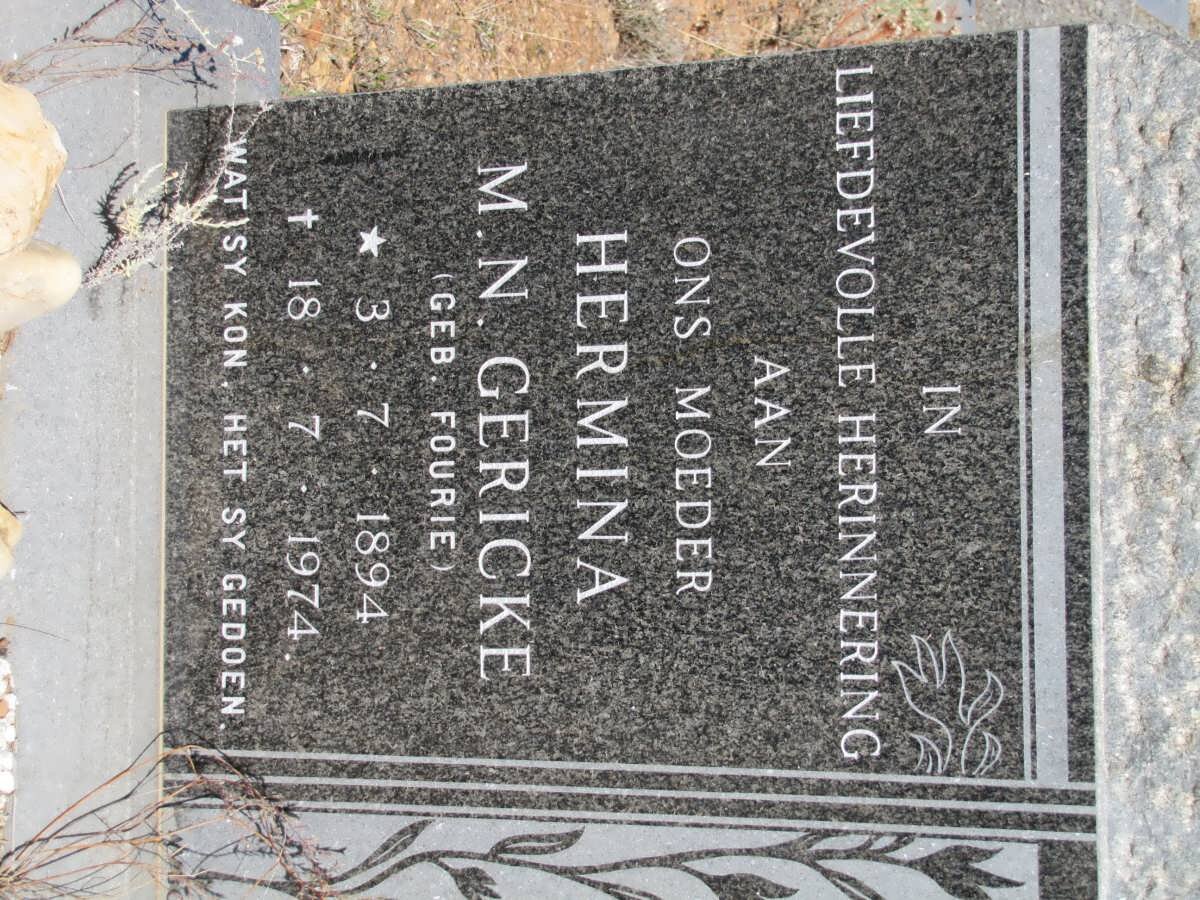 IN
LIEFDEVOLLE HERINNERING
AAN
ONS MOEDER
HERMINA
M. N. GERICKE
(GEB. FOURIE)
★ 3 . 7 . 1894
✝ 18 . 7 . 1974.
WAT SY KON, HET SY GEDOEN.